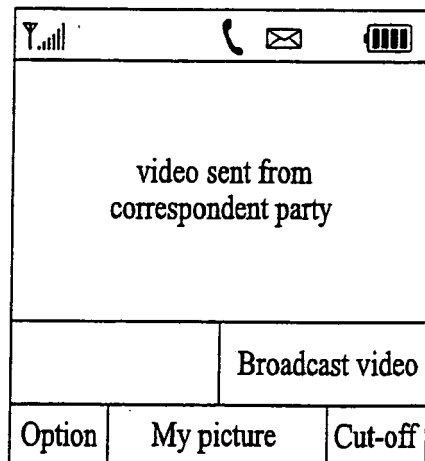 video sent from
correspondent party
Broadcast video
Option My picture Cut-off